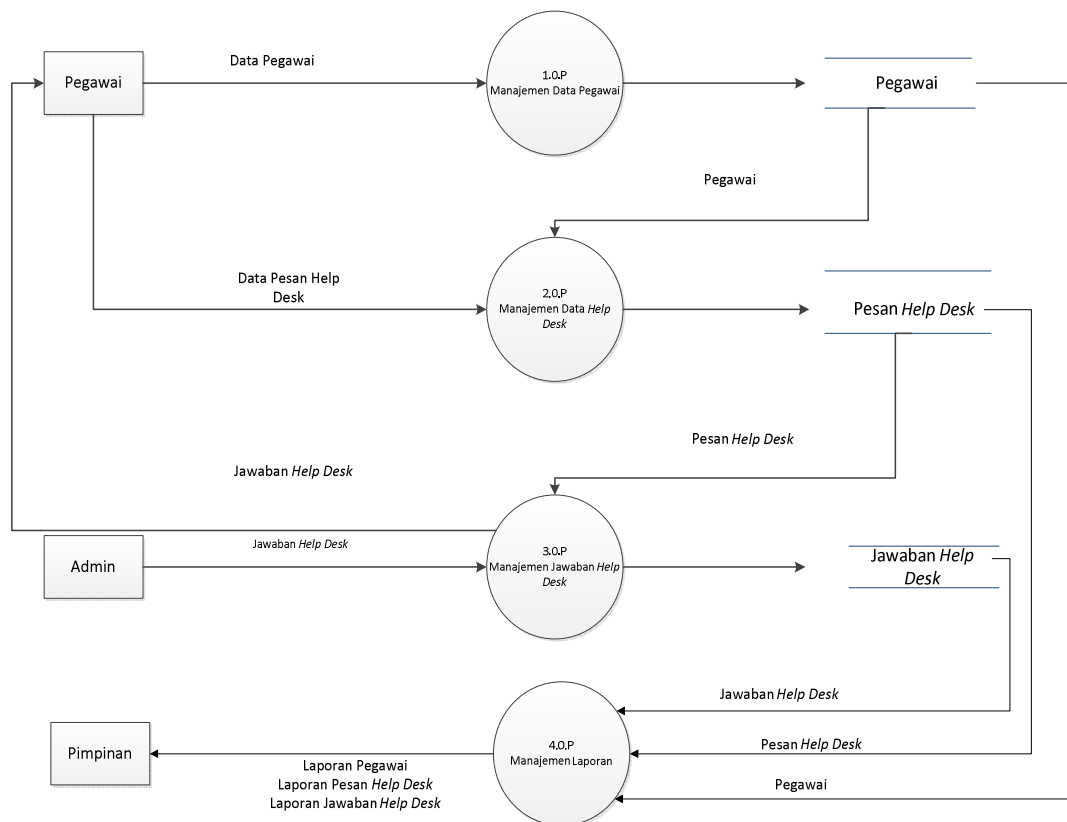 Pegawai
Data Pegawai
1.0.P
Manajemen Data Pegawai
Pegawai
Pegawai
Data Pesan Help
Desk
2.0.P
Manajemen Data Help
Desk
Pesan Help Desk
Pesan Help Desk
Jawaban Help Desk
Admin
Jawaban Help Desk
3.0.P
Manajemen Jawaban Help
Desk
Jawaban Help
Desk
Jawaban Help Desk
Pimpinan
4.0.P
Manajemen Laporan
Pesan Help Desk
Laporan Pegawai
Laporan Pesan Help Desk
Laporan Jawaban Help Desk
Pegawai